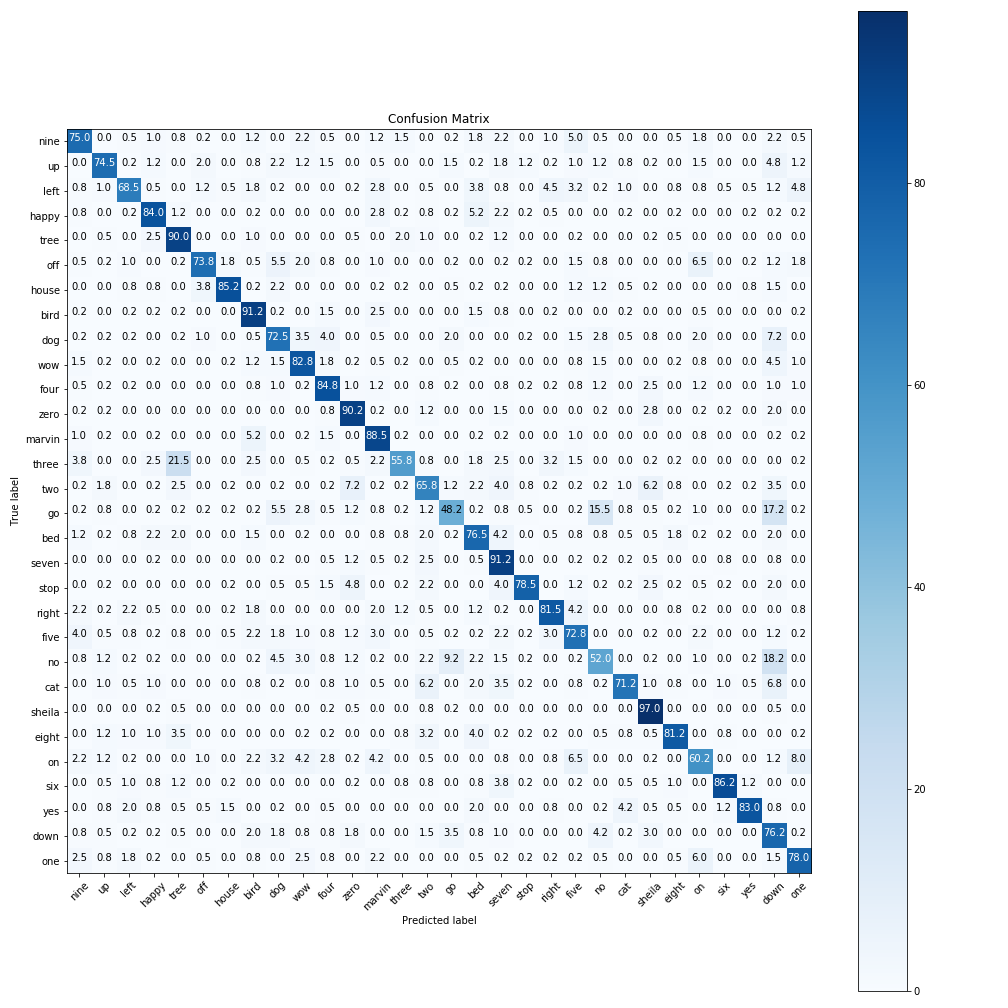 Confusion Matrix
nine 75.0 0.0 0.5 1.0 0.8 0.2 0.0 1.2 0.0 2.2 0.5 0.0 1.2 1.5 0.0 0.2 1.8 2.2 0.0 1.0 5.0 0.5 0.0 0.0 0.5 1.8 0.0 0.0 2.2 0.5
up 0.0 74.5 0.2 1.2 0.0 2.0 0.0 0.8 2.2 1.2 1.5 0.0 0.5 0.0 0.0 1.5 0.2 1.8 1.2 0.2 1.0 1.2 0.8 0.2 0.0 1.5 0.0 0.2 4.8 1.2
left 0.8 1.0 68.5 0.5 0.0 1.2 0.5 1.8 0.2 0.0 0.0 0.2 2.8 0.0 0.5 0.0 3.8 0.8 0.0 4.5 3.2 0.2 1.0 0.0 0.8 0.8 0.5 0.5 1.2 4.8
happy 0.8 0.0 0.2 84.0 1.2 0.0 0.0 0.2 0.0 0.0 0.0 0.0 2.8 0.2 0.8 0.2 5.2 2.2 0.2 0.5 0.0 0.2 0.0 0.0 0.2 0.0 0.0 0.2 0.2 0.2
tree 0.0 0.5 0.0 2.5 90.0 0.0 0.0 1.0 0.0 0.0 0.0 0.5 0.0 2.0 1.0 0.0 0.2 1.2 0.0 0.0 0.2 0.0 0.0 0.2 0.5 0.0 0.0 0.0 0.0 0.0
off 0.5 0.2 1.0 0.0 0.2 73.8 1.8 0.5 5.5 2.0 0.8 0.0 1.0 0.0 0.0 0.2 0.2 0.2 0.0 0.0 1.5 0.8 0.0 0.0 0.0 6.5 0.0 0.2 1.2 1.8
house 0.0 0.0 0.8 0.8 0.0 3.8 85.2 0.2 2.2 0.0 0.0 0.0 0.2 0.2 0.0 0.5 0.2 0.2 0.0 0.0 1.2 1.2 0.5 0.2 0.0 0.0 0.0 0.8 1.5 0.0
bird 0.2 0.0 0.2 0.2 0.2 0.2 0.0 91.2 0.2 0.0 1.5 0.0 2.5 0.0 0.0 0.0 1.5 0.8 0.0 0.2 0.2 0.0 0.2 0.0 0.0 0.5 0.0 0.0 0.0 0.2
dog 0.2 0.2 0.2 0.0 0.0 1.0 0.0 0.5 72.5 3.5 4.0 0.0 0.5 0.0 0.0 2.0 0.0 0.2 0.0 0.0 1.5 2.8 0.5 0.8 0.0 2.0 0.0 0.2 7.2 0.0
wow 1.5 0.2 0.2 0.0 0.0 0.2 0.0 1.2 1.5 82.8 1.8 0.2 0.5 0.2 0.0 0.5 0.2 0.0 0.0 0.0 0.8 1.5 0.0 0.2 0.2 0.8 0.2 0.0 4.5 1.0
four 0.5 0.2 0.2 0.0 0.0 0.2 0.0 0.8 1.0 0.2 84.8 1.0 1.2 0.0 0.8 0.2 0.0 0.8 0.2 0.2 0.8 1.2 0.0 2.5 0.0 1.2 0.0 0.0 1.0 1.0
zero 0.2 0.2 0.0 0.2 0.0 0.0 0.0 0.0 0.0 0.0 0.8 90.2 0.2 0.0 1.2 0.0 0.0 1.5 0.0 0.0 0.0 0.2 0.0 2.8 0.0 0.2 0.2 0.0 2.0 0.0
marvin 1.0 0.0 0.2 0.0 0.0 0.0 0.0 5.2 0.0 0.2 1.5 0.0 88.5 0.2 0.0 0.0 0.2 0.2 0.0 0.0 1.0 0.0 0.0 0.0 0.0 0.8 0.0 0.0 0.2 0.2
three 3.8 0.0 0.0 2.5 21.5 0.0 0.0 2.5 0.0 0.5 0.2 0.5 2.2 55.8 0.8 0.0 1.8 2.5 0.0 3.2 1.5 0.0 0.0 0.0 0.2 0.0 0.0 0.0 0.0 0.2
two 0.2 1.8 0.0 0.2 2.5 0.0 0.2 0.0 0.2 0.0 0.2 7.2 0.2 0.2 65.8 1.2 2.2 4.0 0.8 0.2 0.2 0.2 1.0 6.2 0.8 0.0 0.2 0.2 3.5 0.0
go 0.2 0.8 0.0 0.2 0.2 0.2 0.2 0.2 5.5 2.8 0.5 1.2 0.8 0.2 1.2 48.2 0.2 0.8 0.5 0.0 0.2 15.5 0.8 0.5 0.2 1.0 0.0 0.2 17.2 0.2
bed 1.2 0.2 0.8 2.2 2.0 0.0 0.0 1.5 0.0 0.2 0.0 0.0 0.8 0.8 2.0 0.2 76.5 4.2 0.0 0.5 0.8 0.8 0.5 0.5 1.8 0.2 0.2 0.0 2.0 0.0
seven 0.0 0.0 0.0 0.2 0.0 0.2 0.0 0.0 0.0 0.0 0.5 1.2 0.5 0.2 2.5 0.0 0.5 91.2 0.0 0.5 0.2 0.2 0.2 0.5 0.0 0.0 0.8 0.0 0.8 0.0
stop 0.0 0.2 0.0 0.0 0.2 0.0 0.0 0.2 0.5 0.5 1.5 4.8 0.0 0.2 2.2 0.0 0.0 4.0 78.5 0.0 1.2 0.2 0.2 2.5 0.2 0.5 0.2 0.0 2.0 0.0
right 2.2 0.2 2.2 0.5 0.0 0.2 0.0 1.8 0.0 0.0 0.0 0.0 2.0 1.2 0.5 0.0 1.2 0.2 0.0 81.5 4.2 0.0 0.0 0.0 0.8 0.2 0.0 0.0 0.0 0.8
five 4.0 0.5 0.8 0.2 0.8 0.0 0.5 2.2 1.8 1.0 0.8 1.2 3.0 0.0 0.5 0.2 0.2 2.2 0.2 3.0 72.8 0.0 0.0 0.2 0.2 2.0 0.0 0.0 1.2 0.2
no 0.8 1.2 0.2 0.2 0.0 0.0 0.0 0.2 4.5 3.0 0.8 1.2 0.2 0.0 2.2 9.2 2.2 1.5 0.2 0.0 0.2 52.0 0.0 0.2 0.0 1.0 0.0 0.2 18.2 0.0
cat 0.0 1.0 0.5 1.0 0.0 0.0 0.0 0.8 0.2 0.0 0.8 1.0 0.5 0.0 6.2 0.0 2.0 3.5 0.2 0.0 0.8 0.2 71.2 1.0 0.8 0.0 1.0 0.5 6.8 0.0
sheila 0.0 0.0 0.0 0.2 0.5 0.0 0.0 0.0 0.0 0.0 0.2 0.5 0.0 0.0 0.8 0.2 0.0 0.0 0.0 0.0 0.0 0.0 0.0 97.0 0.0 0.0 0.0 0.0 0.5 0.0
eight 0.0 1.2 1.0 1.0 3.5 0.0 0.0 0.2 0.2 0.0 0.2 0.0 0.0 0.8 3.2 0.0 4.0 0.2 0.2 0.2 0.0 0.5 0.8 0.5 81.2 0.0 0.8 0.0 0.0 0.2
on 2.2 1.2 0.2 0.0 0.0 1.0 0.0 2.2 3.2 4.2 2.8 0.2 4.2 0.0 0.5 0.0 0.0 0.8 0.0 0.8 6.5 0.0 0.0 0.2 0.0 60.2 0.0 0.0 1.2 8.0
six 0.0 0.5 1.0 0.8 1.2 0.0 0.2 0.0 0.0 0.0 0.0 0.2 0.0 0.8 0.8 0.0 0.8 3.8 0.2 0.2 0.0 0.0 0.5 0.5 1.0 0.0 86.2 1.2 0.0 0.0
yes 0.0 0.8 2.0 0.8 0.5 0.5 1.5 0.0 0.2 0.0 0.5 0.0 0.0 0.0 0.8 0.0 2.0 0.0 0.0 0.8 0.0 0.2 4.2 0.5 0.5 0.0 1.2 83.0 0.8 0.0
down 0.8 0.5 0.2 0.2 0.5 0.0 0.0 2.0 1.8 0.8 0.8 1.8 0.0 0.0 1.5 3.5 0.8 1.0 0.0 0.0 0.0 4.2 0.2 3.0 0.2 0.2 0.0 0.0 76.2 0.2
one 2.5 0.8 1.8 0.2 0.0 0.5 0.0 0.8 0.0 2.5 0.8 0.0 2.2 0.0 0.0 0.0 0.5 0.2 0.2 0.2 0.2 0.0 0.0 0.0 0.5 6.0 0.0 0.0 1.5 78.0
nine up left happy tree off house bird dog wow four zero marvin three two go bed seven stop right five no cat sheila eight on six yes down one
Predicted label
True label
80
60
40
20
0